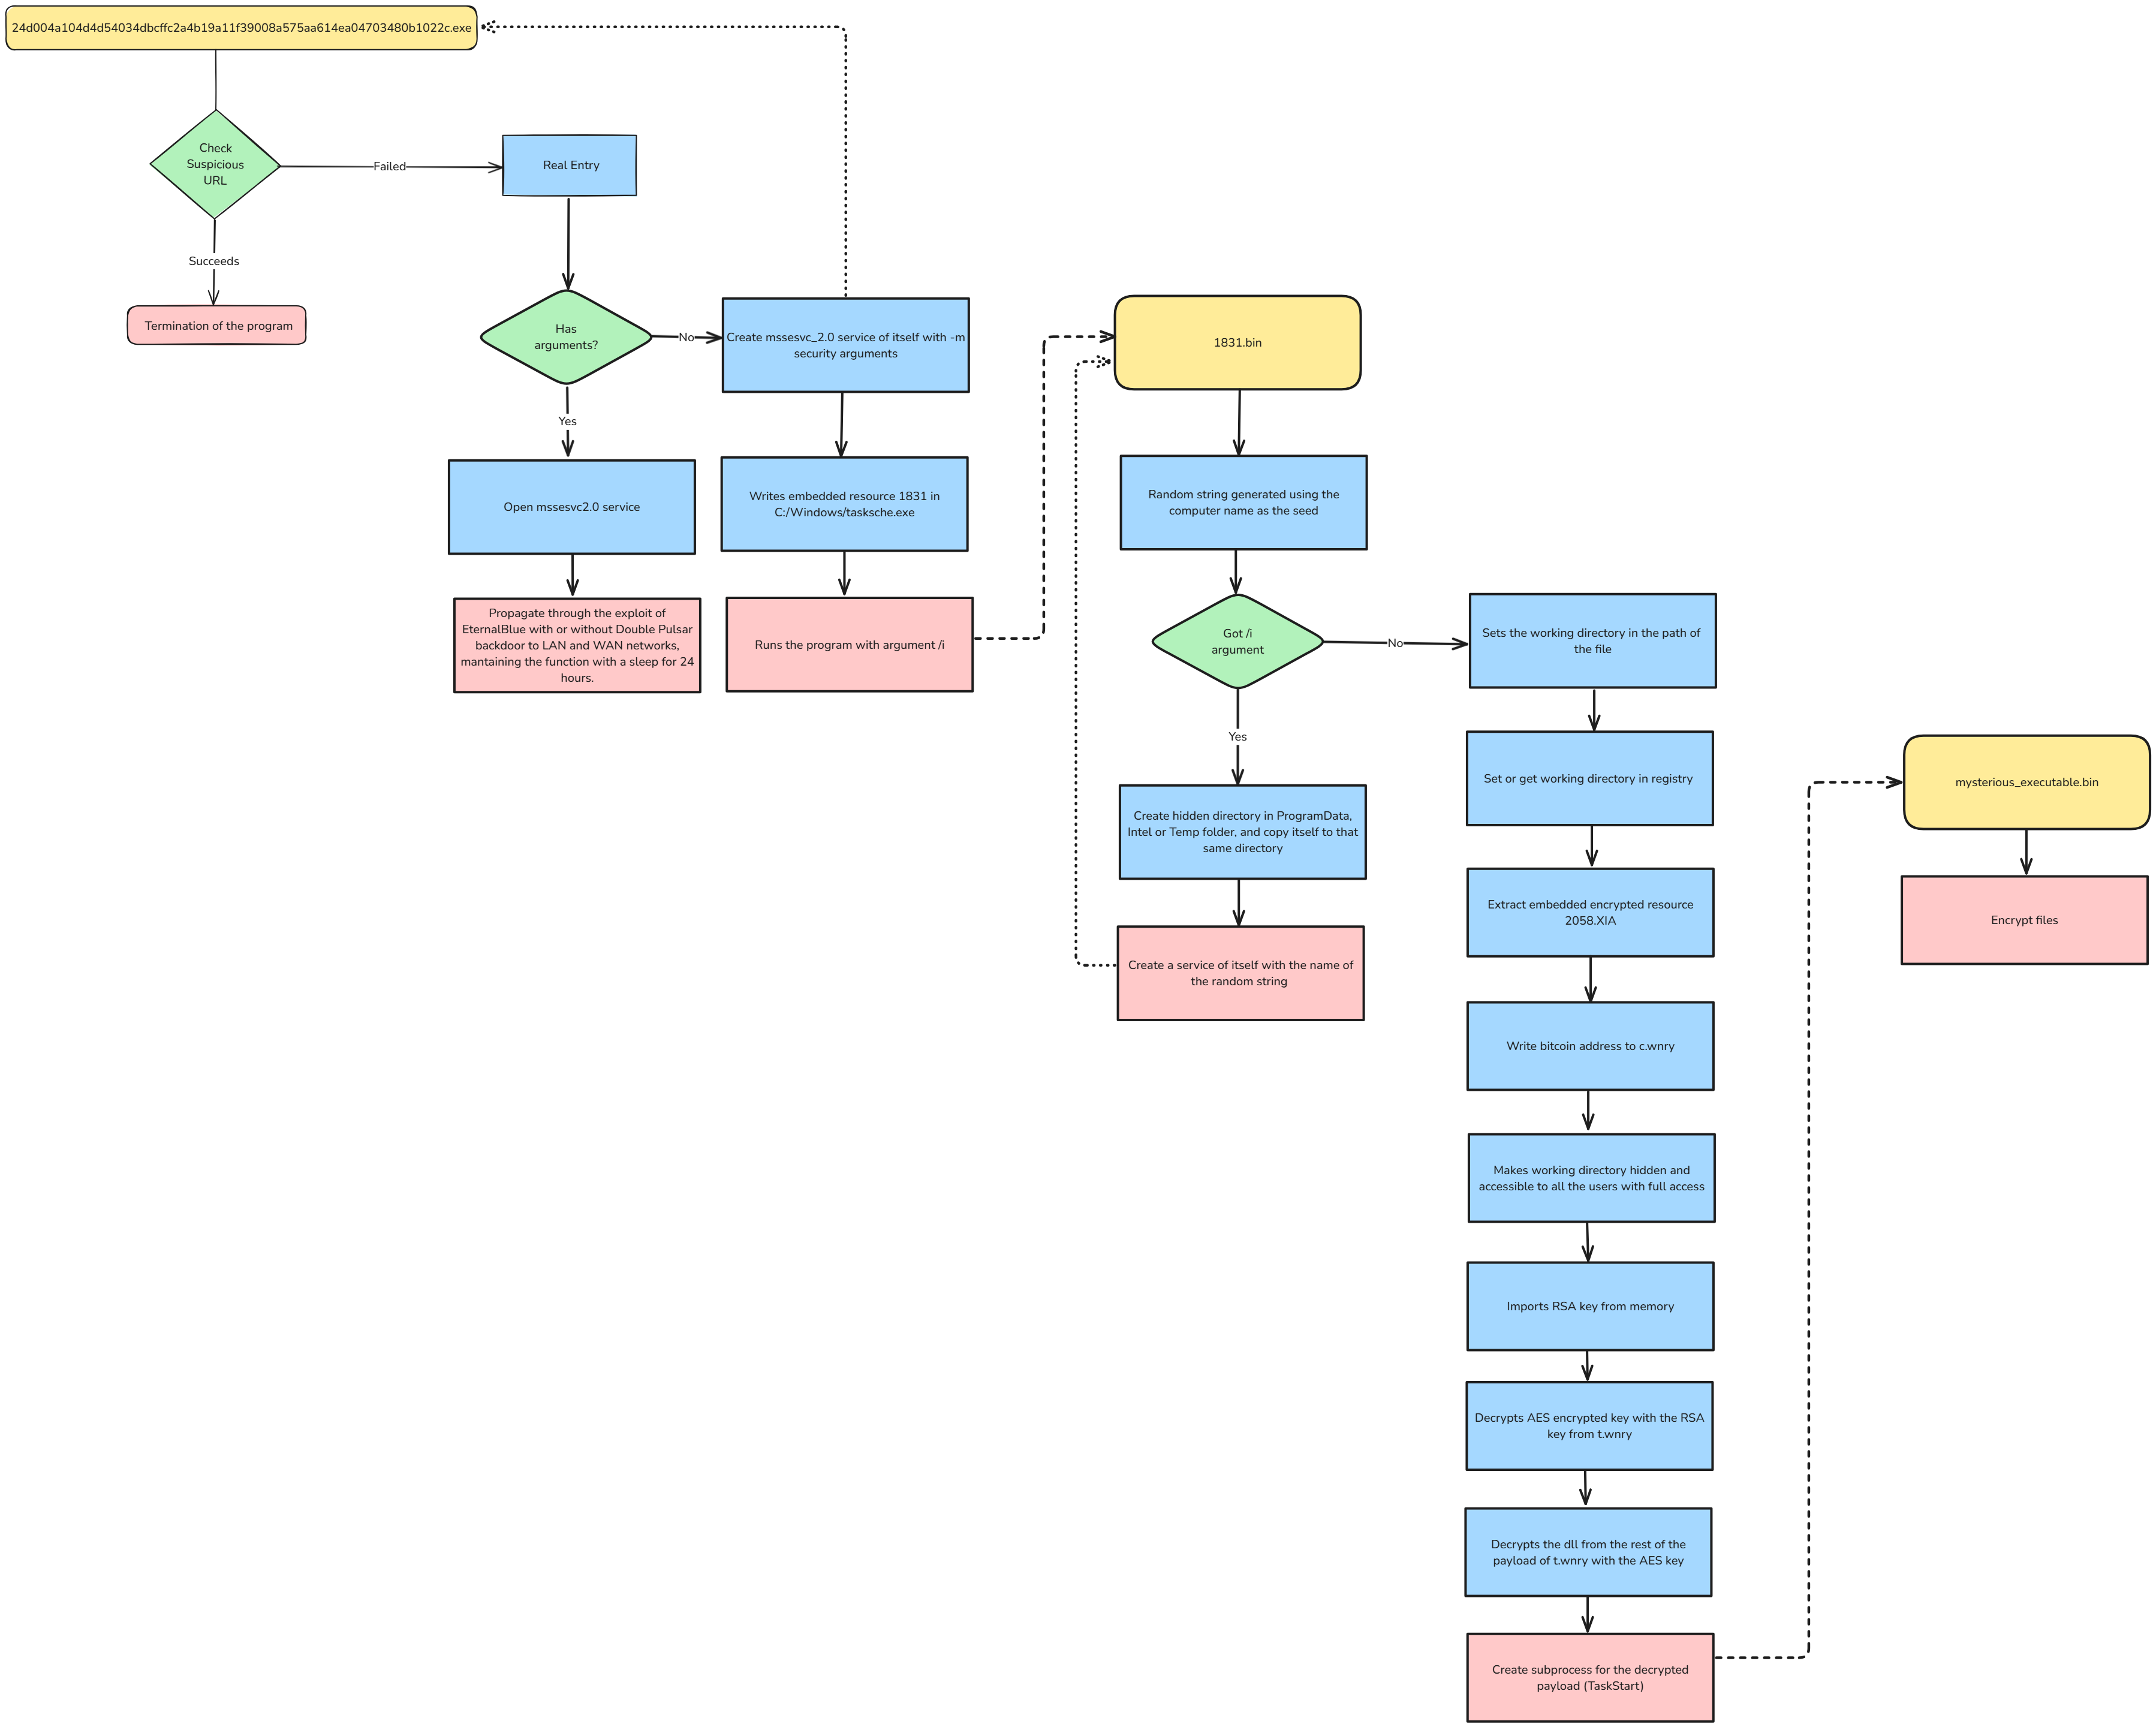 24d004a104d4d54034dbcffc2a4b19a11f39008a575aa614ea04703480b1022c.exe
Check
Suspicious
URL
Failed
Real Entry
Succeeds
Termination of the program
Has
arguments?
No
Create mssesvc_2.0 service of itself with -m
security arguments
Yes
Open mssesvc2.0 service
Writes embedded resource 1831 in
C:/Windows/tasksche.exe
Propagate through the exploit of
EternalBlue with or without Double Pulsar
backdoor to LAN and WAN networks,
mantaining the function with a sleep for 24
hours.
Runs the program with argument /i
1831.bin
Random string generated using the
computer name as the seed
Got /i
argument
No
Yes
Create hidden directory in ProgramData,
Intel or Temp folder, and copy itself to that
same directory
Create a service of itself with the name of
the random string
Sets the working directory in the path of
the file
Set or get working directory in registry
Extract embedded encrypted resource
2058.XIA
Write bitcoin address to c.wnry
Makes working directory hidden and
accessible to all the users with full access
Imports RSA key from memory
Decrypts AES encrypted key with the RSA
key from t.wnry
Decrypts the dll from the rest of the
payload of t.wnry with the AES key
Create subprocess for the decrypted
payload (TaskStart)
mysterious_executable.bin
Encrypt files